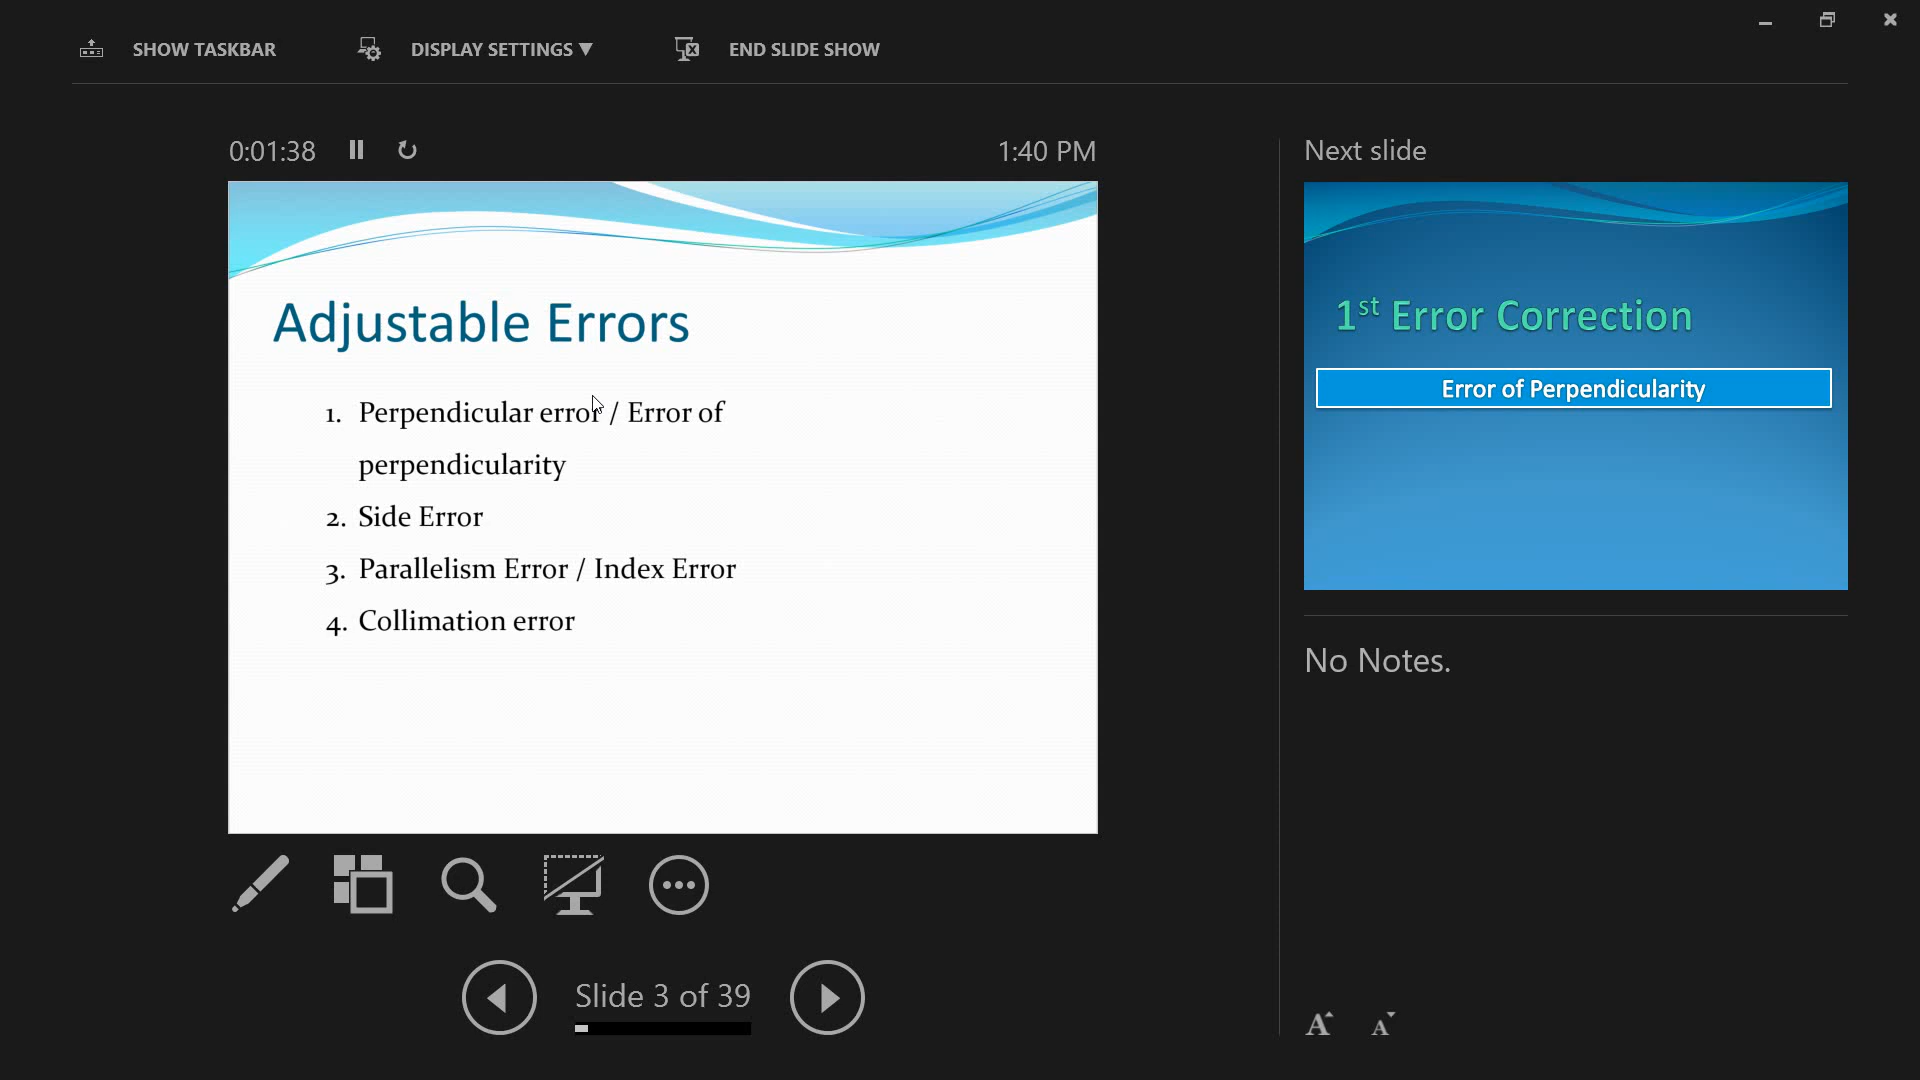 SHOW TASKBAR
DISPLAY SETTINGS ▼
END SLIDE SHOW
0:01:38
1:40 PM
Adjustable Errors
1. Perpendicular error / Error of
perpendicularity
2. Side Error
3. Parallelism Error / Index Error
4. Collimation error
Slide 3 of 39
Next slide
1st Error Correction
Error of Perpendicularity
No Notes.
A A